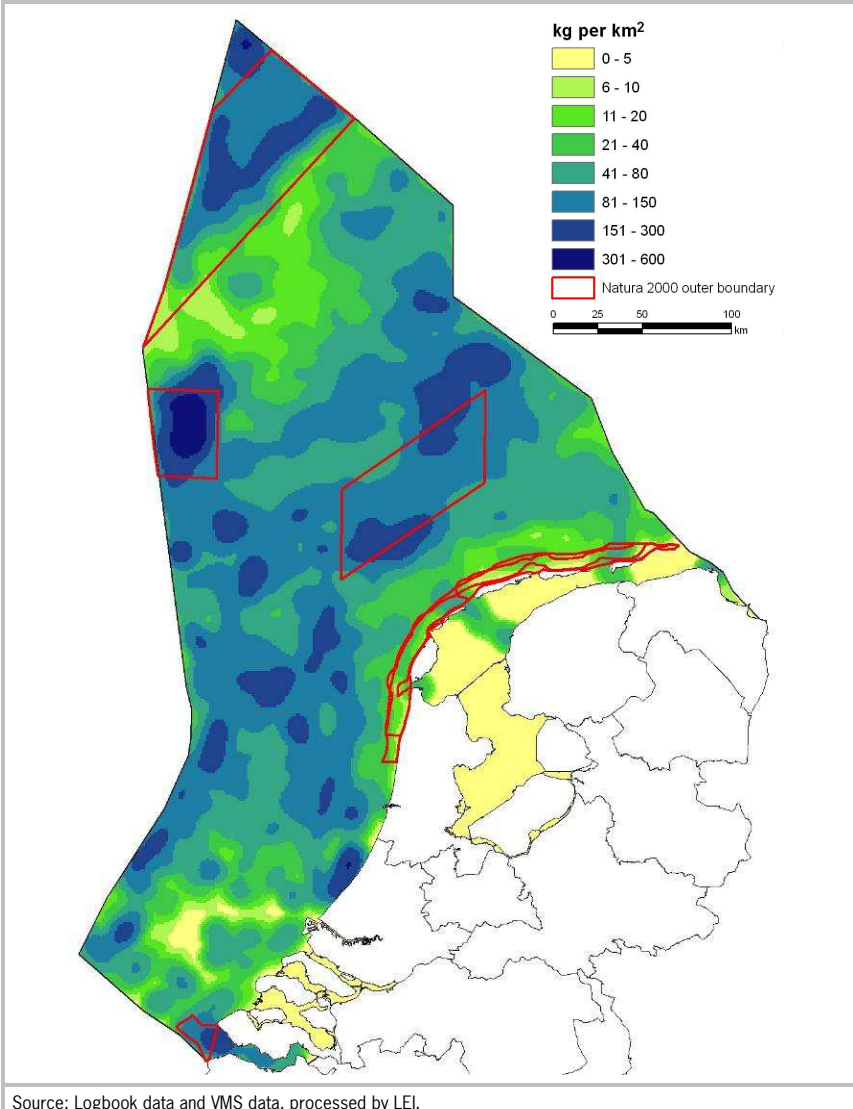 kg per km²
0 - 5
6 - 10
11 - 20
21 - 40
41 - 80
81 - 150
151 - 300
301 - 600
Natura 2000 outer boundary
0 25 50 100
km
Source: Logbook data and VMS data, processed by LEI.